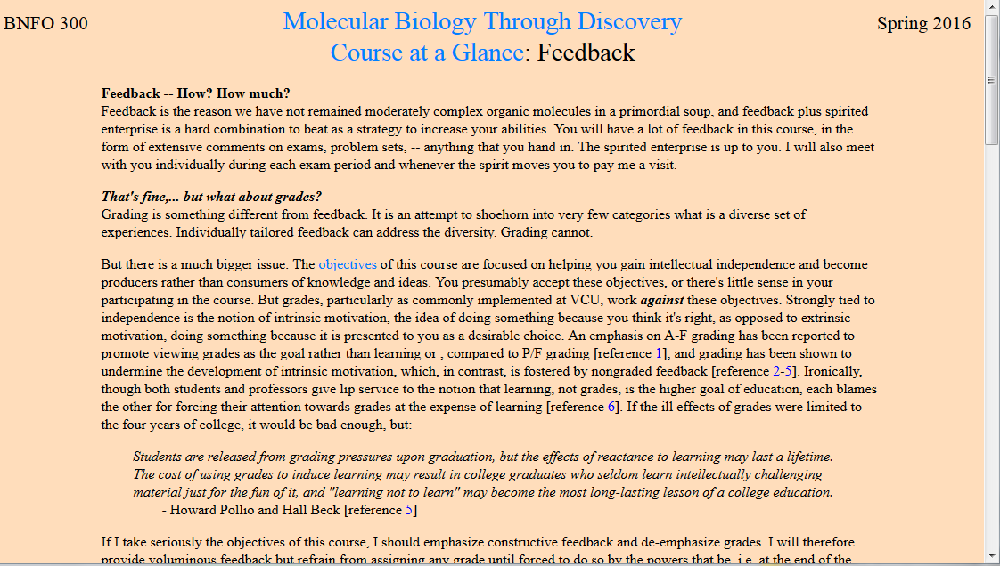 BNFO 300
Molecular Biology Through Discovery
Spring 2016
Course at a Glance: Feedback
Feedback -- How? How much?
Feedback is the reason we have not remained moderately complex organic molecules in a primordial soup, and feedback plus spirited
enterprise is a hard combination to beat as a strategy to increase your abilities. You will have a lot of feedback in this course, in the
form of extensive comments on exams, problem sets, -- anything that you hand in. The spirited enterprise is up to you. I will also meet
with you individually during each exam period and whenever the spirit moves you to pay me a visit.
That's fine,... but what about grades?
Grading is something different from feedback. It is an attempt to shoehorn into very few categories what is a diverse set of
experiences. Individually tailored feedback can address the diversity. Grading cannot.
But there is a much bigger issue. The objectives of this course are focused on helping you gain intellectual independence and become
producers rather than consumers of knowledge and ideas. You presumably accept these objectives, or there's little sense in your
participating in the course. But grades, particularly as commonly implemented at VCU, work against these objectives. Strongly tied to
independence is the notion of intrinsic motivation, the idea of doing something because you think it's right, as opposed to extrinsic
motivation, doing something because it is presented to you as a desirable choice. An emphasis on A-F grading has been reported to
promote viewing grades as the goal rather than learning or , compared to P/F grading [reference 1], and grading has been shown to
undermine the development of intrinsic motivation, which, in contrast, is fostered by nongraded feedback [reference 2-5]. Ironically,
though both students and professors give lip service to the notion that learning, not grades, is the higher goal of education, each blames
the other for forcing their attention towards grades at the expense of learning [reference 6]. If the ill effects of grades were limited to
the four years of college, it would be bad enough, but:
Students are released from grading pressures upon graduation, but the effects of reactance to learning may last a lifetime.
The cost of using grades to induce learning may result in college graduates who seldom learn intellectually challenging
material just for the fun of it, and "learning not to learn" may become the most long-lasting lesson of a college education.
- Howard Pollio and Hall Beck [reference 5]
If I take seriously the objectives of this course, I should emphasize constructive feedback and de-emphasize grades. I will therefore
provide voluminous feedback but refrain from assigning any grade until forced to do so by the powers that be, i.e. at the end of the